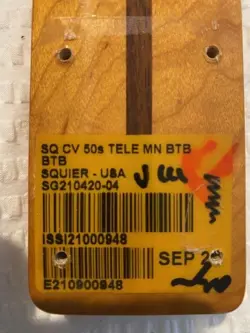 SQ CV 50s TELE MN BTB
BTB
SQUIER - USA
SG210420-04
ISSI21000948
SEP 2
E210900948